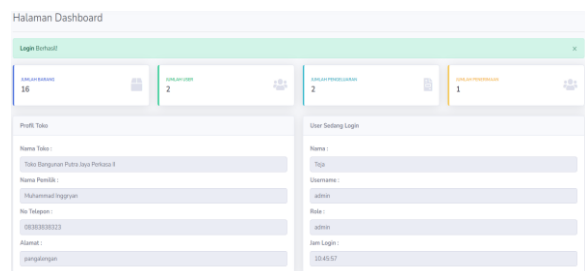 Halaman Dashboard
Login Berhasil!
×
JUMLAH BARANG
16
JUMLAH USER
2
JUMLAH PENGELUARAN
2
JUMLAH PENERIMAAN
1
Profil Toko
Nama Toko :
Toko Bangunan Putra Jaya Perkasa II
Nama Pemilik :
Muhammad Inggryan
No Telepon :
08383838323
Alamat :
pangalengan
User Sedang Login
Nama :
Toja
Username :
admin
Role :
admin
Jam Login :
10:45:57